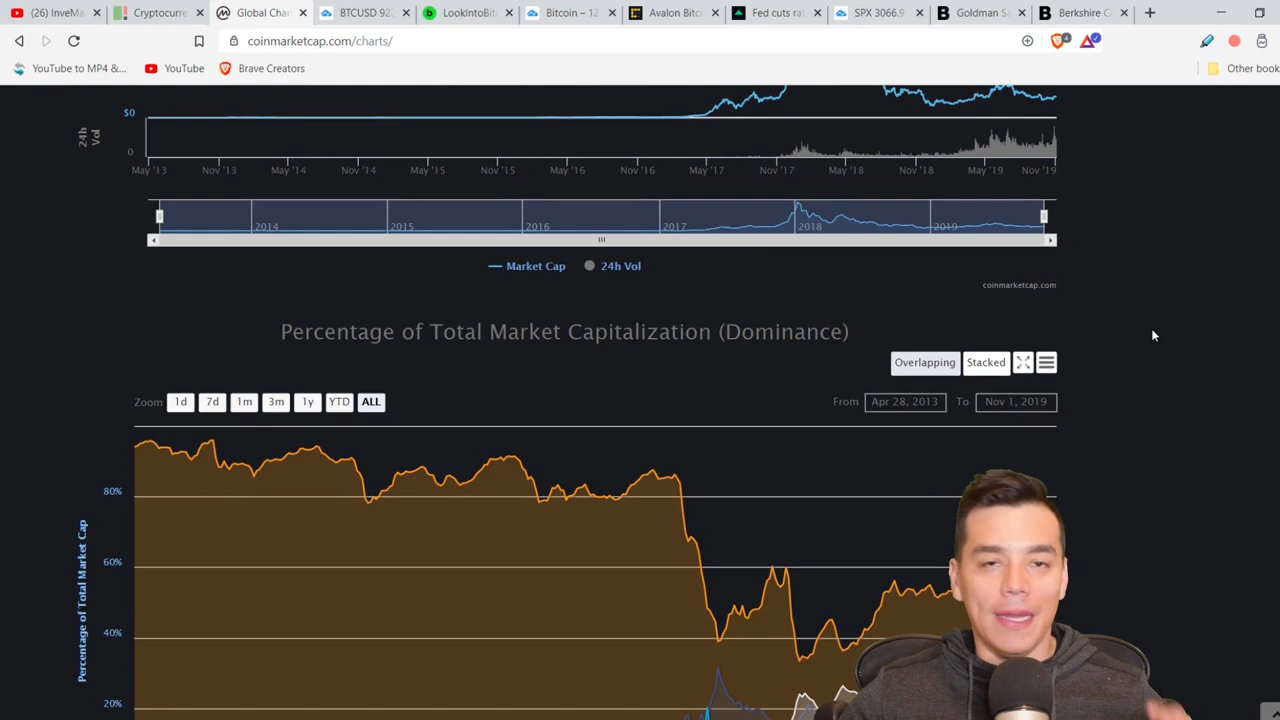 (26) InveMa
Cryptocurre
Global Char
BTCUSD 922
LookIntoBit
Bitcoin – 12
Avalon Bitc
Fed cuts rat
SPX 3066.9
Goldman Sa
Berkshire C
coinmarketcap.com/charts/
4
YouTube to MP4 &...
YouTube
Brave Creators
Other book
$0
24h Vol
0
May '13
Nov '13
May '14
Nov '14
May '15
Nov '15
May '16
Nov '16
May '17
Nov '17
May '18
Nov '18
May '19
Nov '19
2014
2015
2016
2017
2018
2019
Market Cap
24h Vol
coinmarketcap.com
Percentage of Total Market Capitalization (Dominance)
Overlapping
Stacked
Zoom
1d
7d
1m
3m
1y
YTD
ALL
From
Apr 28, 2013
To
Nov 1, 2019
Percentage of Total Market Cap
80%
60%
40%
20%